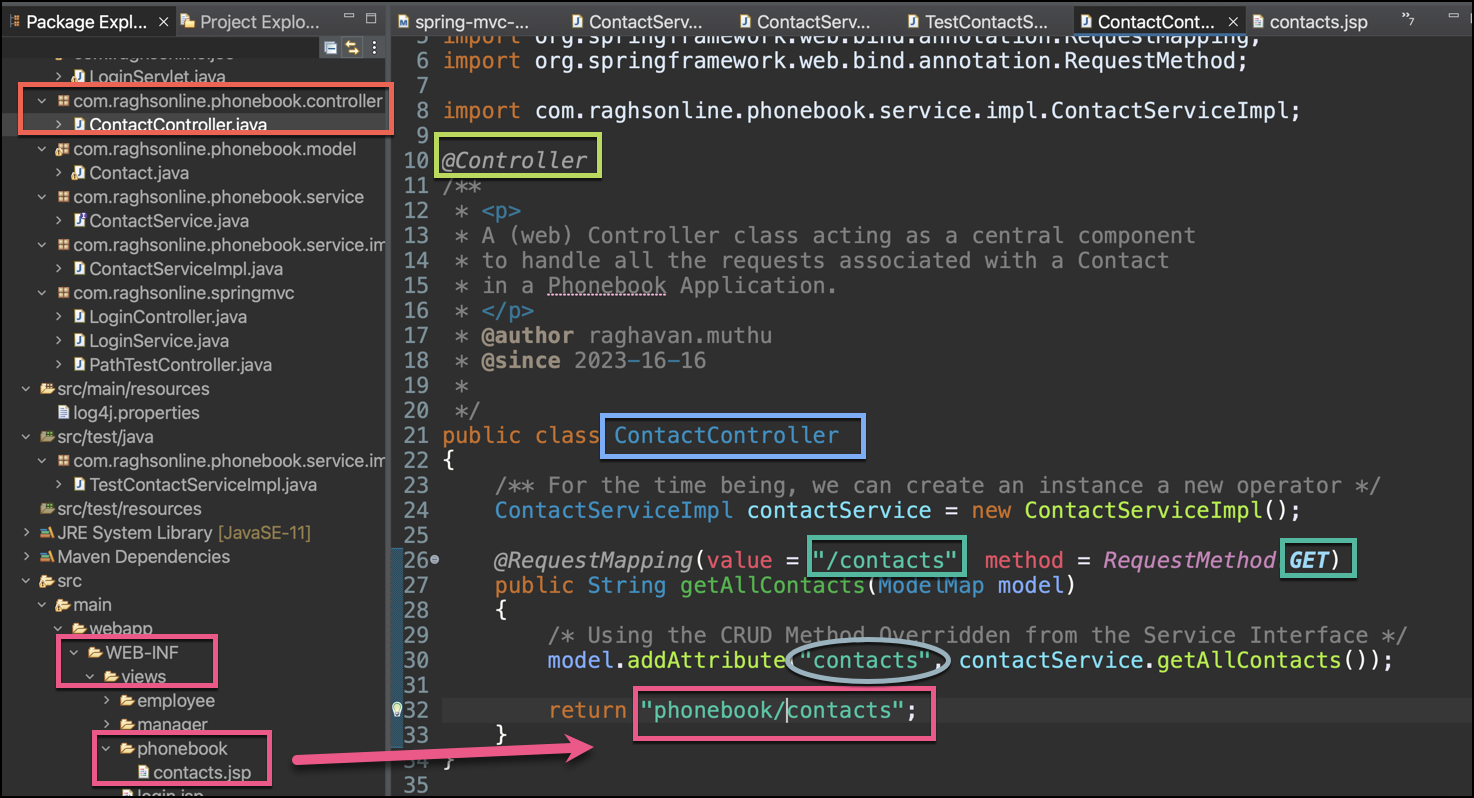 Package Expl...
Project Explo...
spring-mvc-...
ContactServ...
ContactServ...
TestContactS...
ContactCont...
contacts.jsp
»7
LoginServlet.java
com.raghsonline.phonebook.controller
ContactController.java
com.raghsonline.phonebook.model
Contact.java
com.raghsonline.phonebook.service
ContactService.java
com.raghsonline.phonebook.service.im
ContactServiceImpl.java
com.raghsonline.springmvc
LoginController.java
LoginService.java
PathTestController.java
src/main/resources
log4j.properties
src/test/java
com.raghsonline.phonebook.service.im
TestContactServiceImpl.java
src/test/resources
JRE System Library [JavaSE-11]
Maven Dependencies
src
main
webapp
WEB-INF
views
employee
manager
phonebook
contacts.jsp
login.jsp
5 import org.springframework.web.bind.annotation.RequestMapping;
6 import org.springframework.web.bind.annotation.RequestMethod;
7
8 import com.raghsonline.phonebook.service.impl.ContactServiceImpl;
9
10 @Controller
11 /**
12 * <p>
13 * A (web) Controller class acting as a central component
14 * to handle all the requests associated with a Contact
15 * in a Phonebook Application.
16 * </p>
17 * @author raghavan.muthu
18 * @since 2023-16-16
19 *
20 */
21 public class ContactController
22 {
23 /** For the time being, we can create an instance a new operator */
24 ContactServiceImpl contactService = new ContactServiceImpl();
25
26 @RequestMapping(value = "/contacts" method = RequestMethod GET)
27 public String getAllContacts(ModelMap model)
28 {
29 /* Using the CRUD Method Overridden from the Service Interface */
30 model.addAttribute "contacts", contactService.getAllContacts());
31
32 return "phonebook/contacts";
33 }
34 }
35